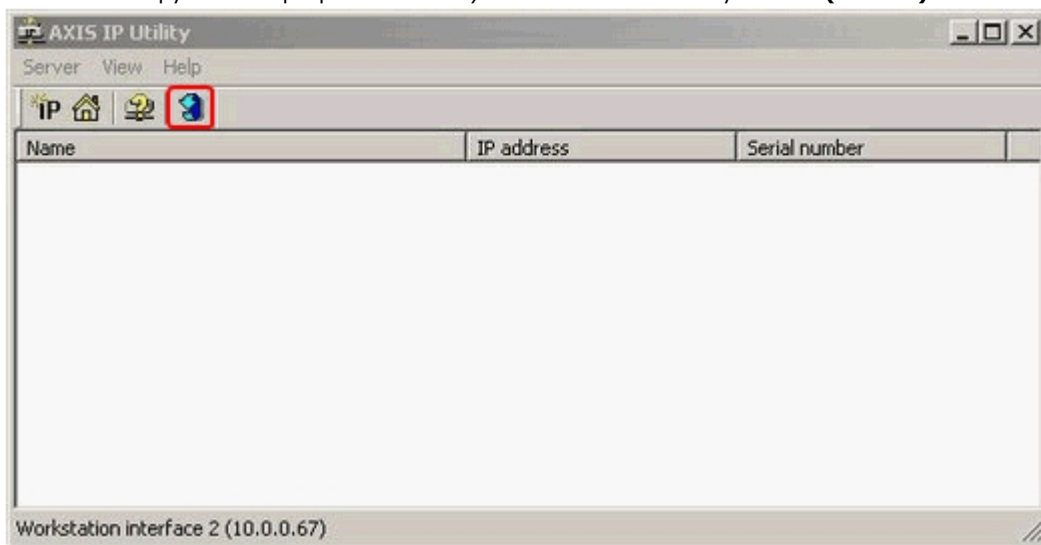 AXIS IP Utility
Server View Help
IP
Name IP address Serial number
Workstation interface 2 (10.0.0.67)